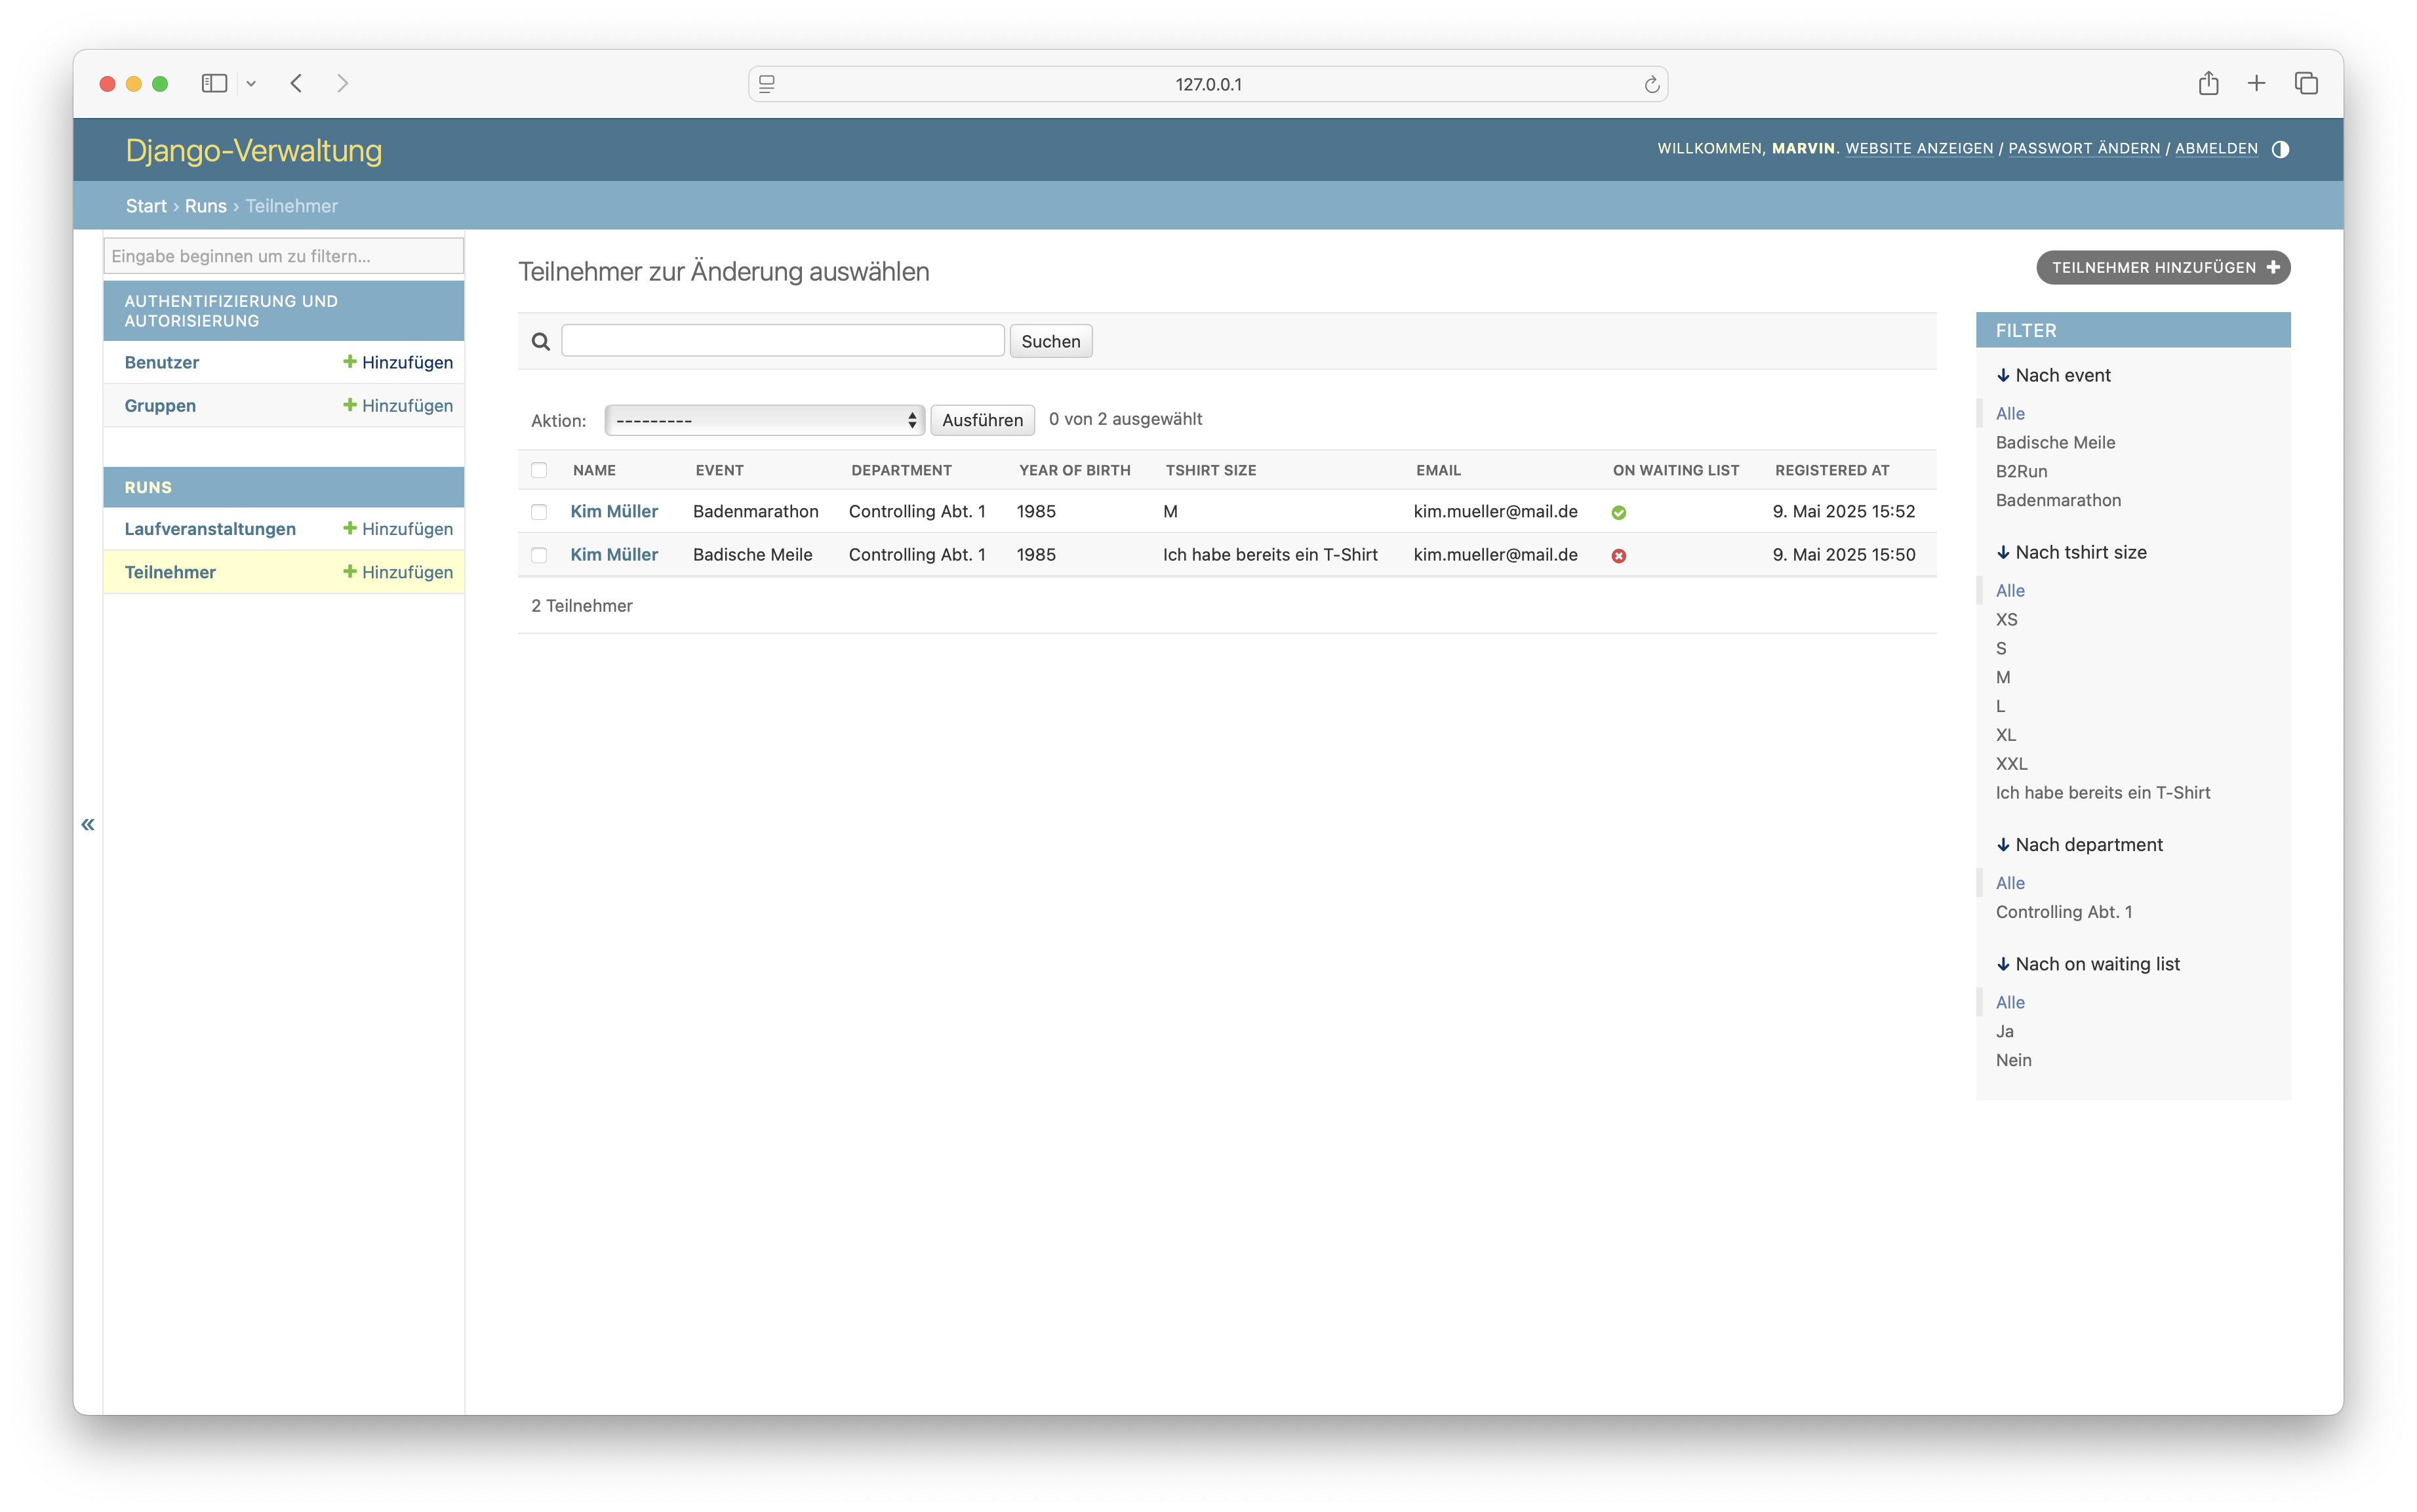 127.0.0.1
Django-Verwaltung
WILLKOMMEN, MARVIN. WEBSITE ANZEIGEN / PASSWORT ÄNDERN / ABMELDEN
Start › Runs › Teilnehmer
Eingabe beginnen um zu filtern...
AUTHENTIFIZIERUNG UND
AUTORISIERUNG
Benutzer Hinzufügen
Gruppen Hinzufügen
RUNS
Laufveranstaltungen Hinzufügen
Teilnehmer Hinzufügen
«
Teilnehmer zur Änderung auswählen
TEILNEHMER HINZUFÜGEN
Suchen
Aktion: --------- Ausführen 0 von 2 ausgewählt
NAME EVENT DEPARTMENT YEAR OF BIRTH TSHIRT SIZE EMAIL ON WAITING LIST REGISTERED AT
Kim Müller Badenmarathon Controlling Abt. 1 1985 M kim.mueller@mail.de 9. Mai 2025 15:52
Kim Müller Badische Meile Controlling Abt. 1 1985 Ich habe bereits ein T-Shirt kim.mueller@mail.de 9. Mai 2025 15:50
2 Teilnehmer
FILTER
Nach event
Alle
Badische Meile
B2Run
Badenmarathon
Nach tshirt size
Alle
XS
S
M
L
XL
XXL
Ich habe bereits ein T-Shirt
Nach department
Alle
Controlling Abt. 1
Nach on waiting list
Alle
Ja
Nein